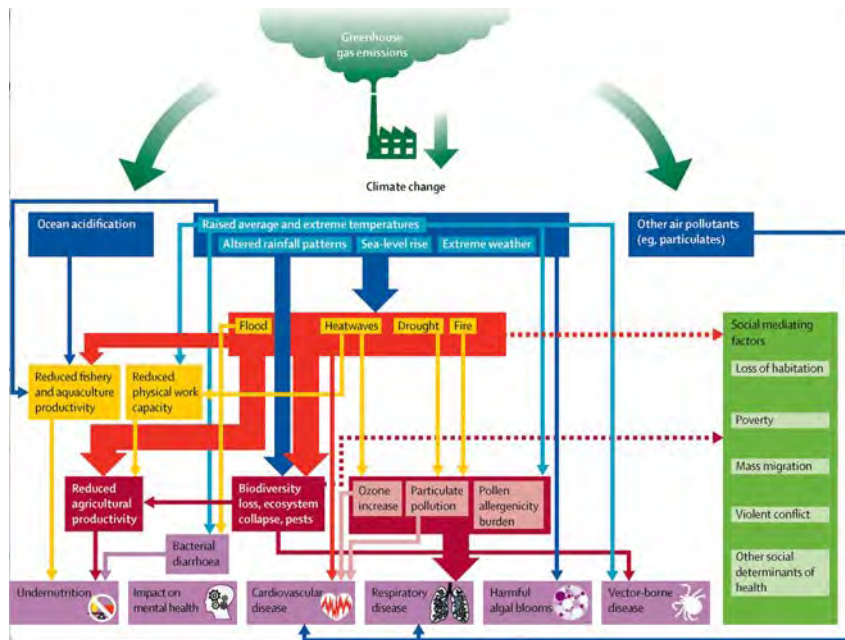 Greenhouse
gas emissions
Climate change
Ocean acidification
Raised average and extreme temperatures
Altered rainfall patterns
Sea-level rise
Extreme weather
Other air pollutants
(eg, particulates)
Flood
Heatwaves
Drought
Fire
Social mediating
factors
Loss of habitation
Poverty
Mass migration
Violent conflict
Other social
determinants of
health
Reduced fishery
and aquaculture
productivity
Reduced
physical work
capacity
Reduced
agricultural
productivity
Biodiversity
loss, ecosystem
collapse, pests
Ozone
increase
Particulate
pollution
Pollen
allergenicity
burden
Bacterial
diarrhoea
Undernutrition
Impact on
mental health
Cardiovascular
disease
Respiratory
disease
Harmful
algal blooms
Vector-borne
disease